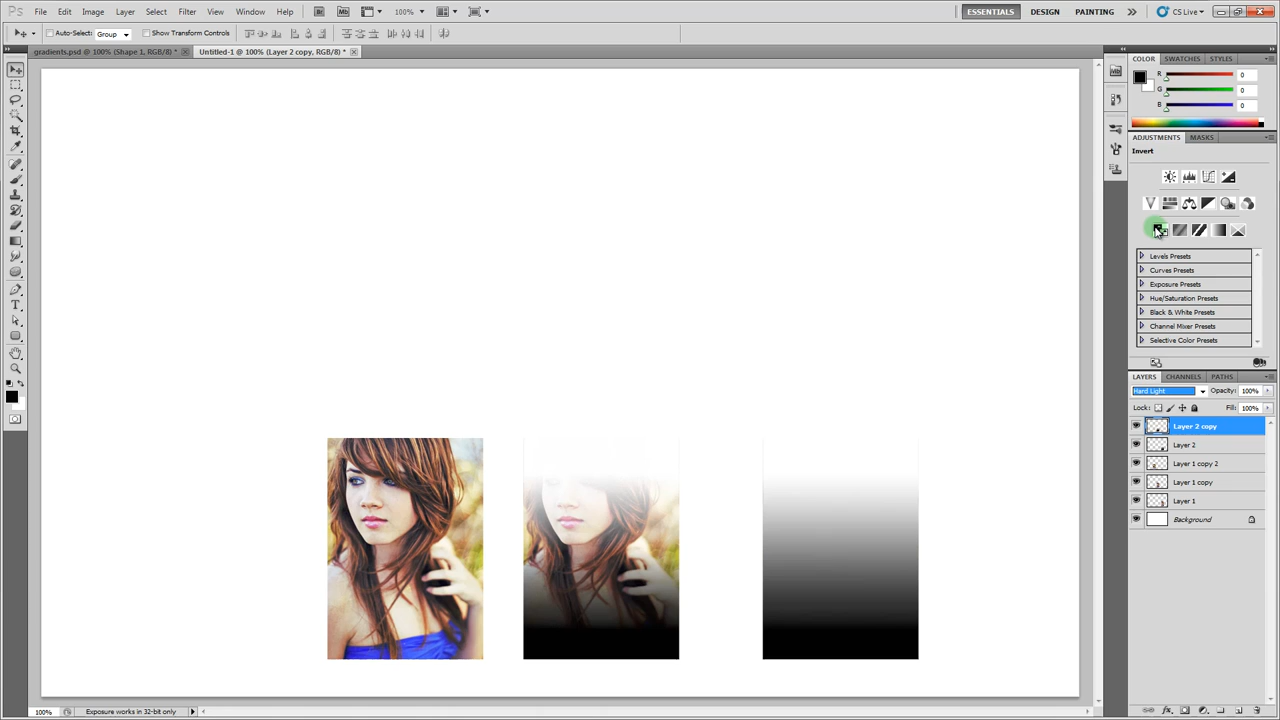 Ps File Edit Image Layer Select Filter View Window Help Br Mb 100% ESSENTIALS DESIGN PAINTING CS Live
Auto-Select: Group Show Transform Controls
gradients.psd @ 100% (Shape 1, RGB/8) * Untitled-1 @ 100% (Layer 2 copy, RGB/8) *
COLOR SWATCHES STYLES
R 0
G 0
B 0
ADJUSTMENTS MASKS
Invert
Levels Presets
Curves Presets
Exposure Presets
Hue/Saturation Presets
Black & White Presets
Channel Mixer Presets
Selective Color Presets
LAYERS CHANNELS PATHS
Hard Light Opacity: 100%
Lock: Fill: 100%
Layer 2 copy
Layer 2
Layer 1 copy 2
Layer 1 copy
Layer 1
Background
100% Exposure works in 32-bit only